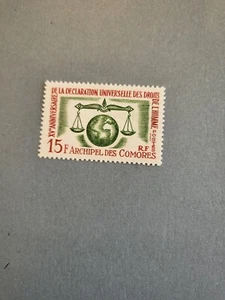 XVe ANNIVERSAIRE DE LA DECLARATION UNIVERSELLE DES DROITS DE L'HOMME
15F ARCHIPEL DES COMORES
RF